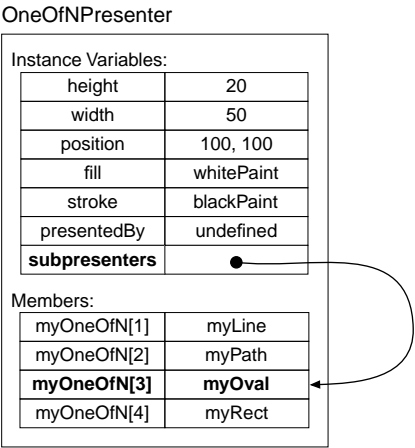 OneOfNPresenter
Instance Variables:
height 20
width 50
position 100, 100
fill whitePaint
stroke blackPaint
presentedBy undefined
subpresenters
Members:
myOneOfN[1] myLine
myOneOfN[2] myPath
myOneOfN[3] myOval
myOneOfN[4] myRect